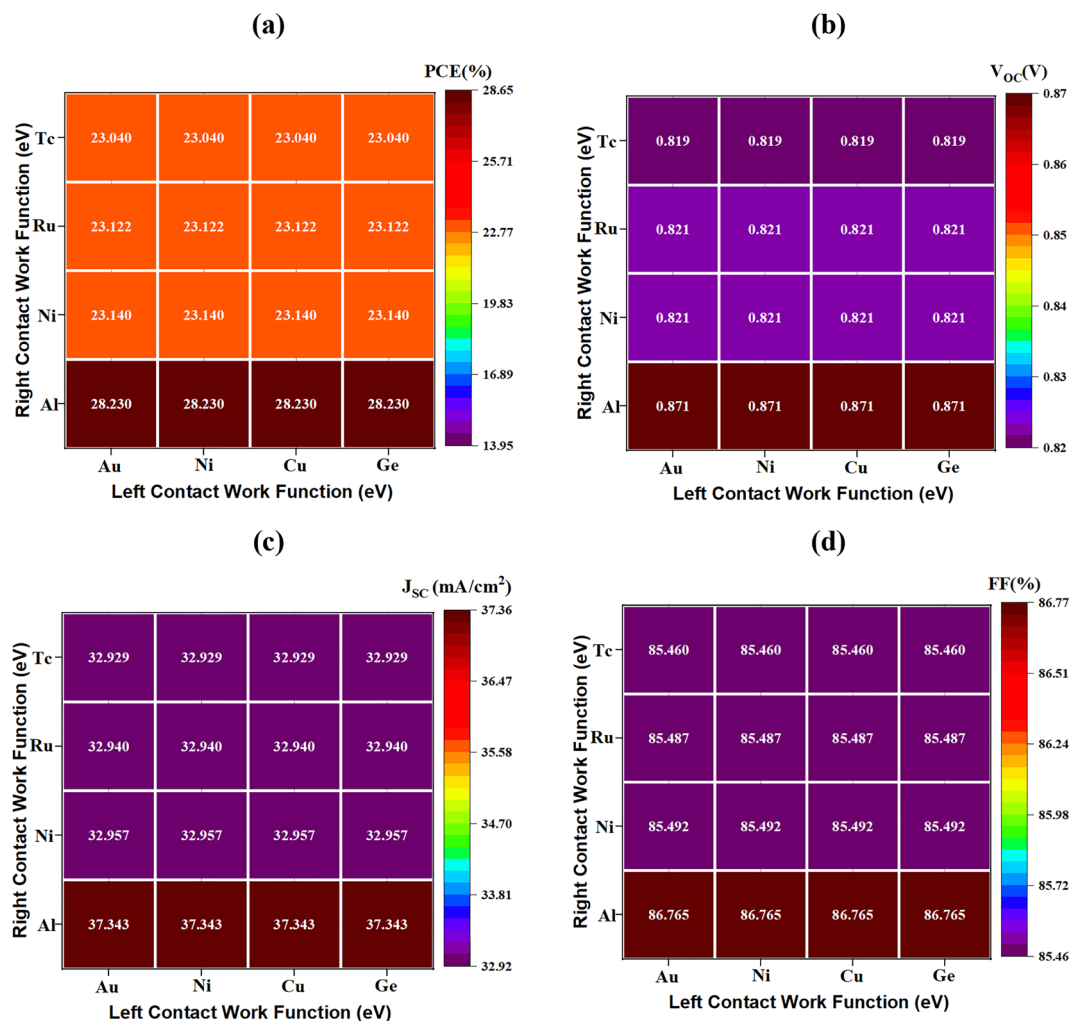 (a)
PCE(%)
Right Contact Work Function (eV)
Tc 23.040 23.040 23.040 23.040
Ru 23.122 23.122 23.122 23.122
Ni 23.140 23.140 23.140 23.140
Al 28.230 28.230 28.230 28.230
Au Ni Cu Ge
Left Contact Work Function (eV)
28.65
25.71
22.77
19.83
16.89
13.95
(b)
V_OC(V)
Right Contact Work Function (eV)
Tc 0.819 0.819 0.819 0.819
Ru 0.821 0.821 0.821 0.821
Ni 0.821 0.821 0.821 0.821
Al 0.871 0.871 0.871 0.871
Au Ni Cu Ge
Left Contact Work Function (eV)
0.87
0.86
0.85
0.84
0.83
0.82
(c)
J_SC (mA/cm²)
Right Contact Work Function (eV)
Tc 32.929 32.929 32.929 32.929
Ru 32.940 32.940 32.940 32.940
Ni 32.957 32.957 32.957 32.957
Al 37.343 37.343 37.343 37.343
Au Ni Cu Ge
Left Contact Work Function (eV)
37.36
36.47
35.58
34.70
33.81
32.92
(d)
FF(%)
Right Contact Work Function (eV)
Tc 85.460 85.460 85.460 85.460
Ru 85.487 85.487 85.487 85.487
Ni 85.492 85.492 85.492 85.492
Al 86.765 86.765 86.765 86.765
Au Ni Cu Ge
Left Contact Work Function (eV)
86.77
86.51
86.24
85.98
85.72
85.46